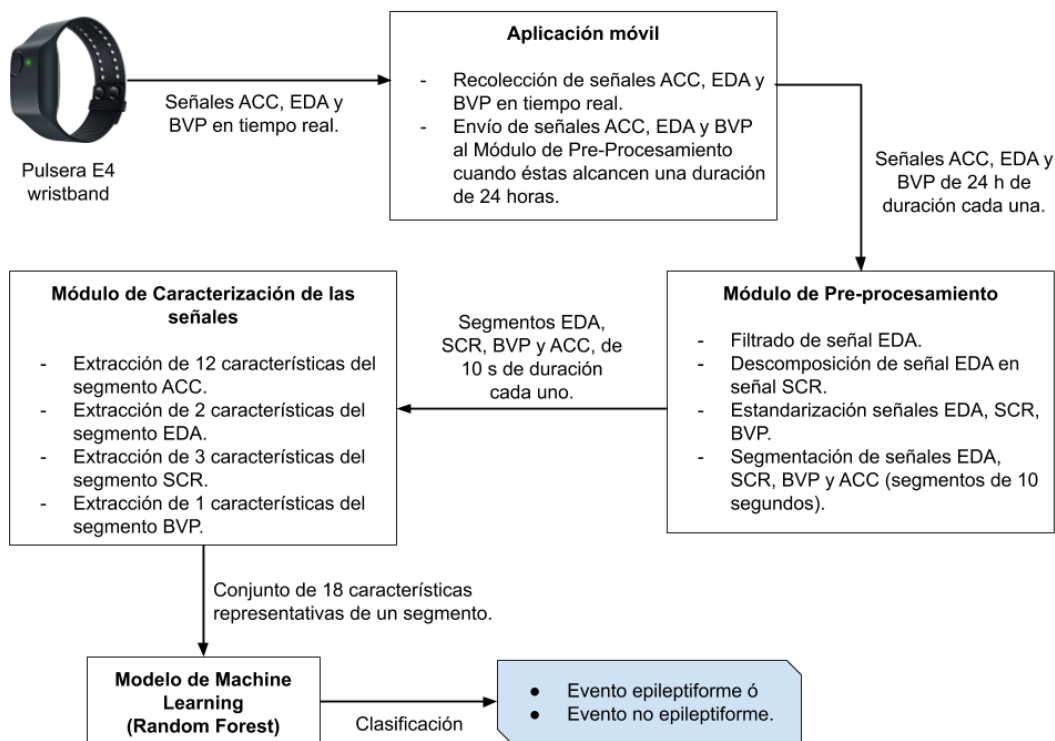 Pulsera E4
wristband
Señales ACC, EDA y
BVP en tiempo real.
Aplicación móvil
- Recolección de señales ACC, EDA y
BVP en tiempo real.
- Envío de señales ACC, EDA y BVP
al Módulo de Pre-Procesamiento
cuando éstas alcancen una duración
de 24 horas.
Señales ACC, EDA y
BVP de 24 h de
duración cada una.
Módulo de Pre-procesamiento
- Filtrado de señal EDA.
- Descomposición de señal EDA en
señal SCR.
- Estandarización señales EDA, SCR,
BVP.
- Segmentación de señales EDA,
SCR, BVP y ACC (segmentos de 10
segundos).
Segmentos EDA,
SCR, BVP y ACC, de
10 s de duración
cada uno.
Módulo de Caracterización de las
señales
- Extracción de 12 características del
segmento ACC.
- Extracción de 2 características del
segmento EDA.
- Extracción de 3 características del
segmento SCR.
- Extracción de 1 características del
segmento BVP.
Conjunto de 18 características
representativas de un segmento.
Modelo de Machine
Learning
(Random Forest)
Clasificación
● Evento epileptiforme ó
● Evento no epileptiforme.